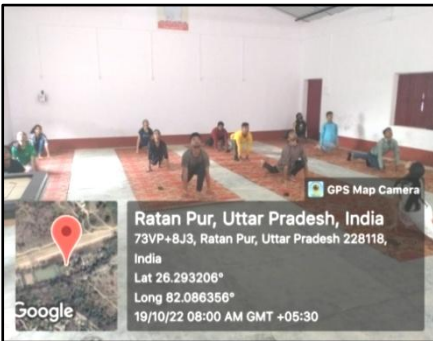 GPS Map Camera
Ratan Pur, Uttar Pradesh, India
73VP+8J3, Ratan Pur, Uttar Pradesh 228118,
India
Lat 26.293206°
Long 82.086356°
19/10/22 08:00 AM GMT +05:30
Google